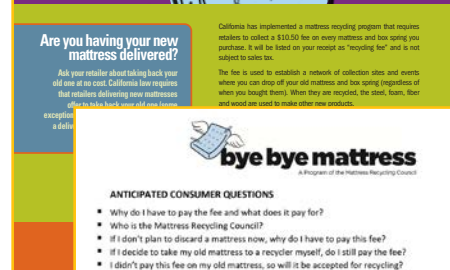 California has implemented a mattress recycling program that requires
retailers to collect a $10.50 fee on every mattress and box spring you
purchase. It will be listed on your receipt as "recycling fee" and is not
subject to sales tax.
The fee is used to establish a network of collection sites and events
where you can drop off your old mattress and box spring (regardless of
when you bought them). When they are recycled, the steel, foam, fiber
and wood are used to make other new products.
Are you having your new
mattress delivered?
Ask your retailer about taking back your
old one at no cost. California law requires
that retailers delivering new mattresses
offer to take back your old one (some
exception
a deliv
bye bye mattress
A Program of the Mattress Recycling Council
ANTICIPATED CONSUMER QUESTIONS
▪ Why do I have to pay the fee and what does it pay for?
▪ Who is the Mattress Recycling Council?
▪ If I don't plan to discard a mattress now, why do I have to pay this fee?
▪ If I decide to take my old mattress to a recycler myself, do I still pay the fee?
▪ I didn't pay this fee on my old mattress, so will it be accepted for recycling?